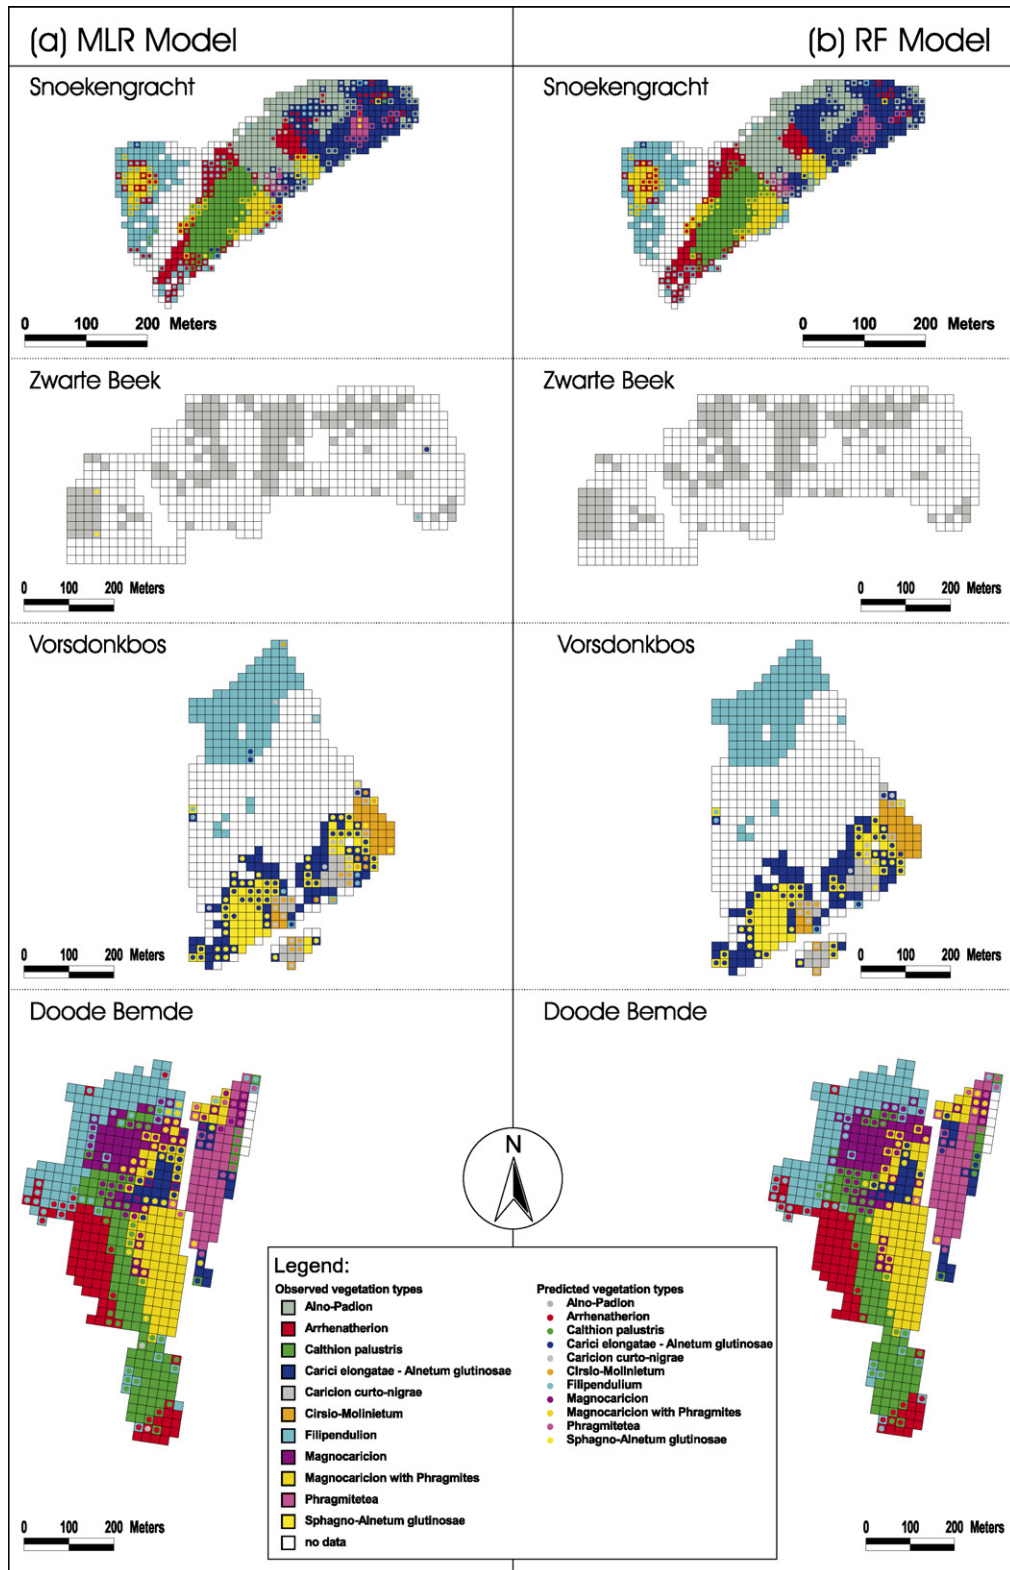 (a) MLR Model
(b) RF Model
Snoekengracht
Snoekengracht
0 100 200 Meters
0 100 200 Meters
Zwarte Beek
Zwarte Beek
0 100 200 Meters
0 100 200 Meters
Vorsdonkbos
Vorsdonkbos
0 100 200 Meters
0 100 200 Meters
Doode Bemde
Doode Bemde
N
Legend:
Observed vegetation types
Alno-Padion
Arrhenatherion
Calthion palustris
Carici elongatae - Alnetum glutinosae
Caricion curto-nigrae
Cirsio-Molinietum
Filipendulion
Magnocaricion
Magnocaricion with Phragmites
Phragmitetea
Sphagno-Alnetum glutinosae
no data
Predicted vegetation types
Alno-Padion
Arrhenatherion
Calthion palustris
Carici elongatae - Alnetum glutinosae
Caricion curto-nigrae
Cirsio-Molinietum
Filipendulium
Magnocaricion
Magnocaricion with Phragmites
Phragmitetea
Sphagno-Alnetum glutinosae
0 100 200 Meters
0 100 200 Meters